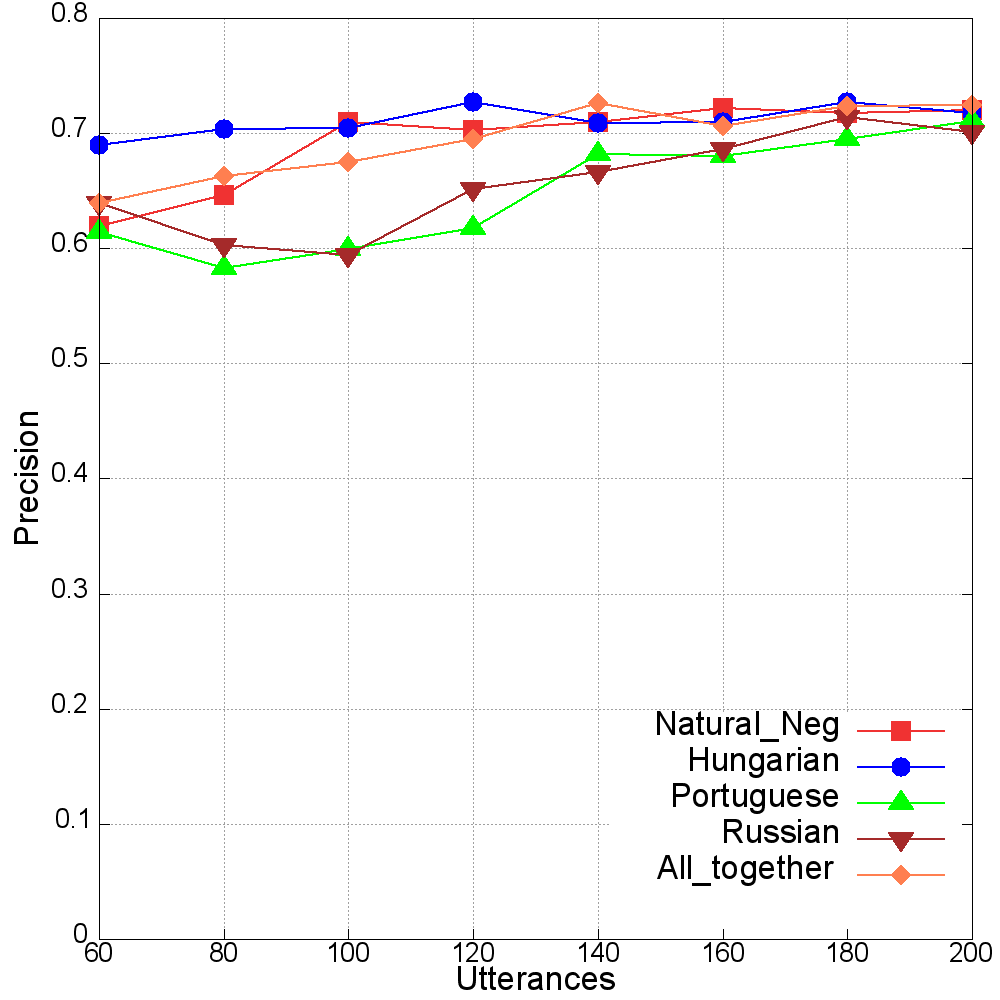 0.8
0.7
0.6
0.5
0.4
0.3
0.2
0.1
0
Precision
60 80 100 120 140 160 180 200
Utterances
Natural_Neg
Hungarian
Portuguese
Russian
All_together